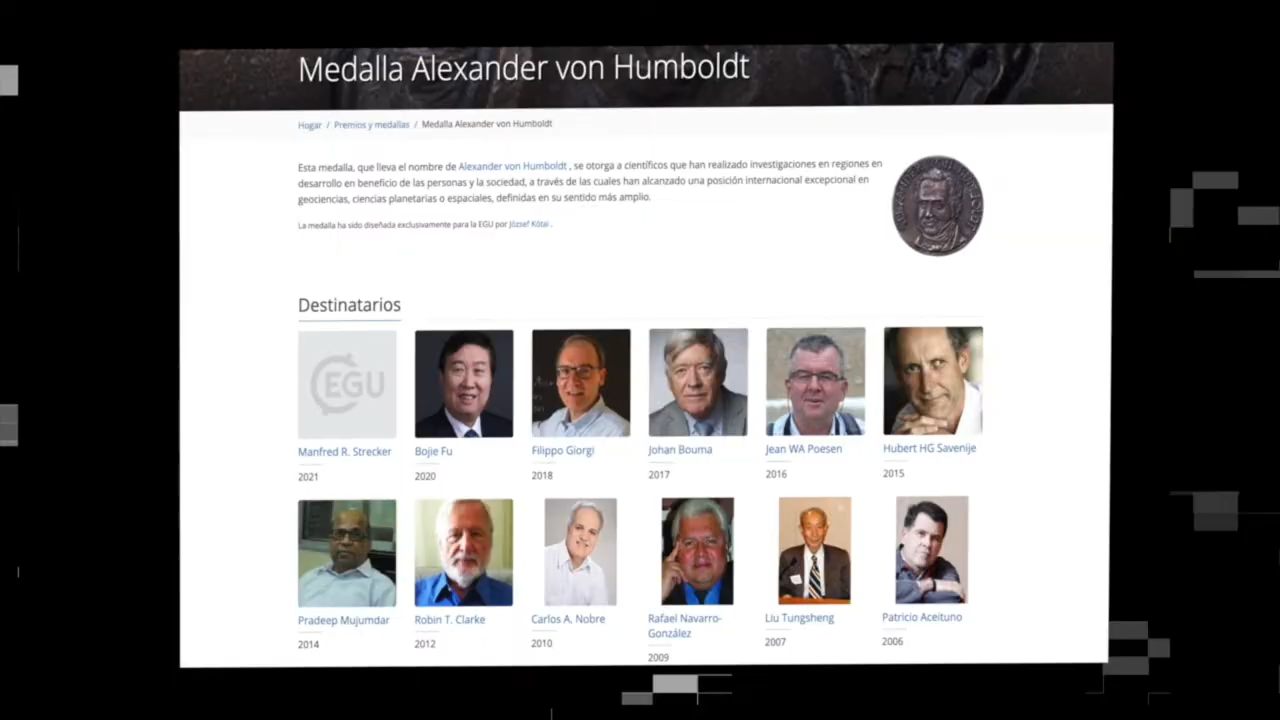 Medalla Alexander von Humboldt
Hogar / Premios y medallas / Medalla Alexander von Humboldt
Esta medalla, que lleva el nombre de Alexander von Humboldt , se otorga a científicos que han realizado investigaciones en regiones en
desarrollo en beneficio de las personas y la sociedad, a través de las cuales han alcanzado una posición internacional excepcional en
geociencias, ciencias planetarias o espaciales, definidas en su sentido más amplio.
La medalla ha sido diseñada exclusivamente para la EGU por József Kótai .
Destinatarios
EGU
Manfred R. Strecker
2021
Bojie Fu
2020
Filippo Giorgi
2018
Johan Bouma
2017
Jean WA Poesen
2016
Hubert HG Savenije
2015
Pradeep Mujumdar
2014
Robin T. Clarke
2012
Carlos A. Nobre
2010
Rafael Navarro-
González
2009
Liu Tungsheng
2007
Patricio Aceituno
2006